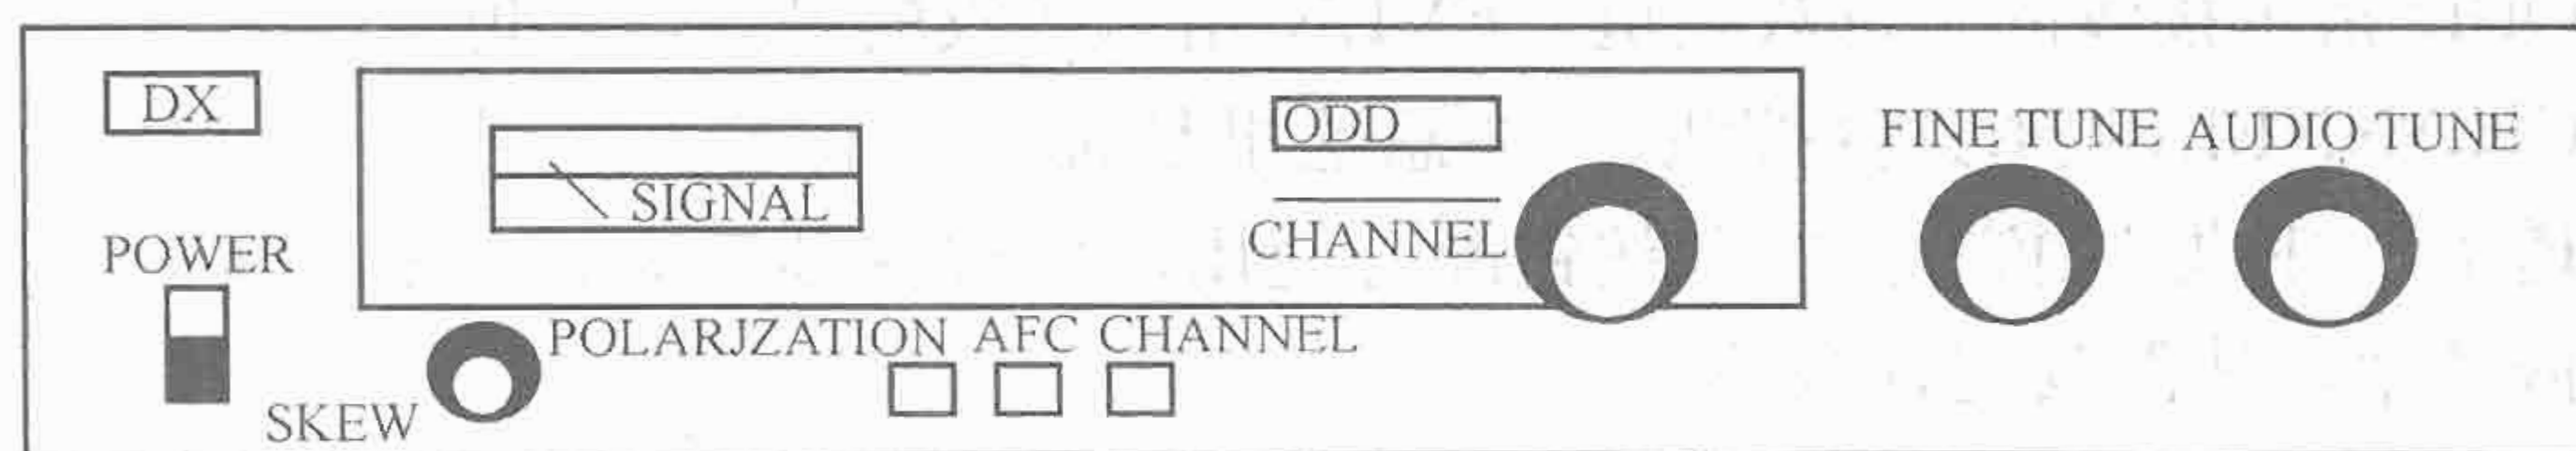 DX
ODD
FINE TUNE AUDIO TUNE
SIGNAL
CHANNEL
POWER
POLARJZATION AFC CHANNEL
SKEW